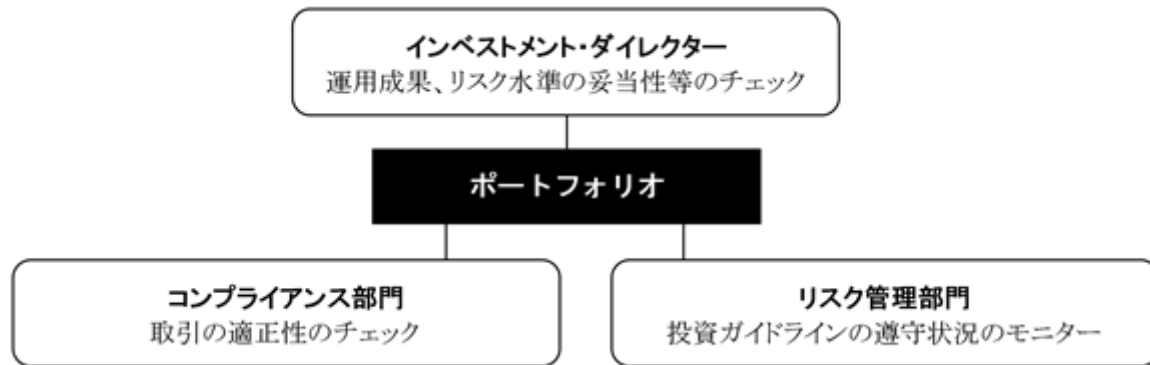 インベストメント・ダイレクター
運用成果、リスク水準の妥当性等のチェック
ポートフォリオ
コンプライアンス部門
取引の適正性のチェック
リスク管理部門
投資ガイドラインの遵守状況のモニター